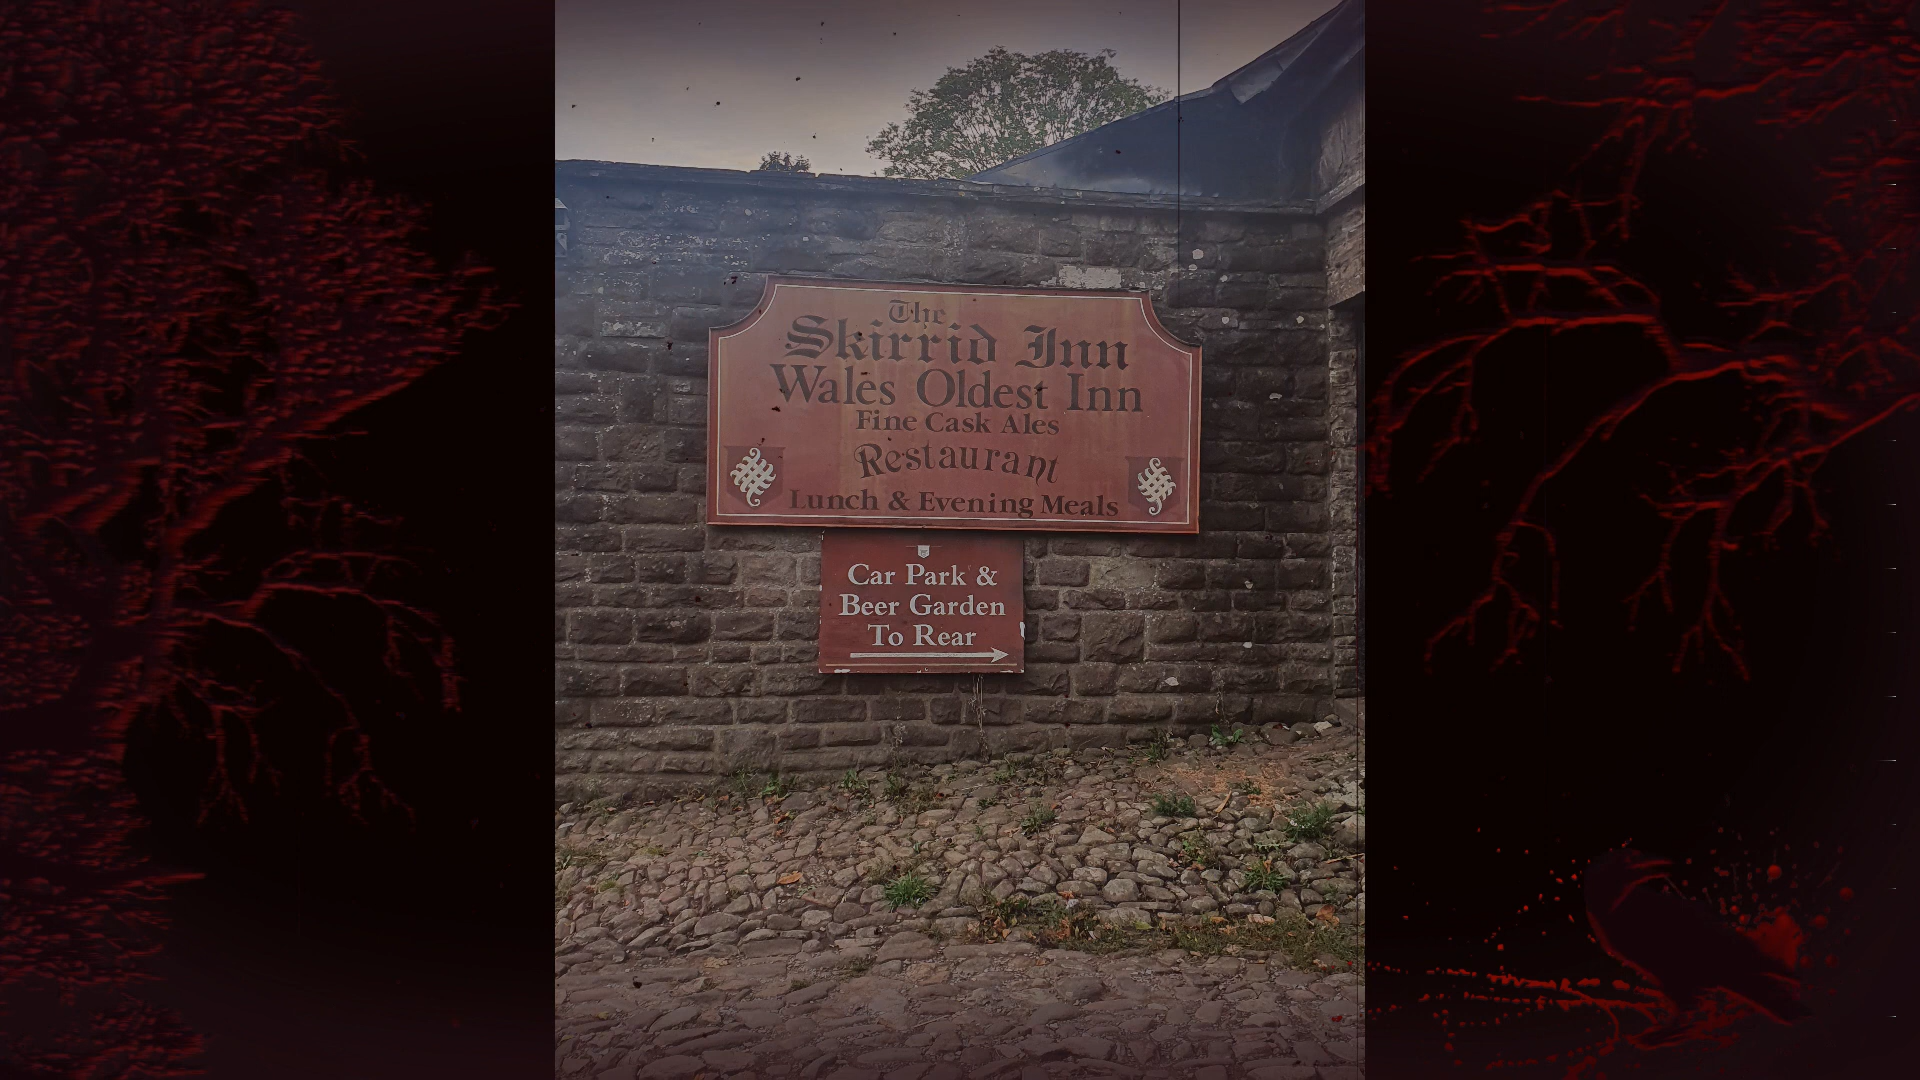 The
Skirrid Inn
Wales Oldest Inn
Fine Cask Ales
Restaurant
Lunch & Evening Meals
Car Park &
Beer Garden
To Rear